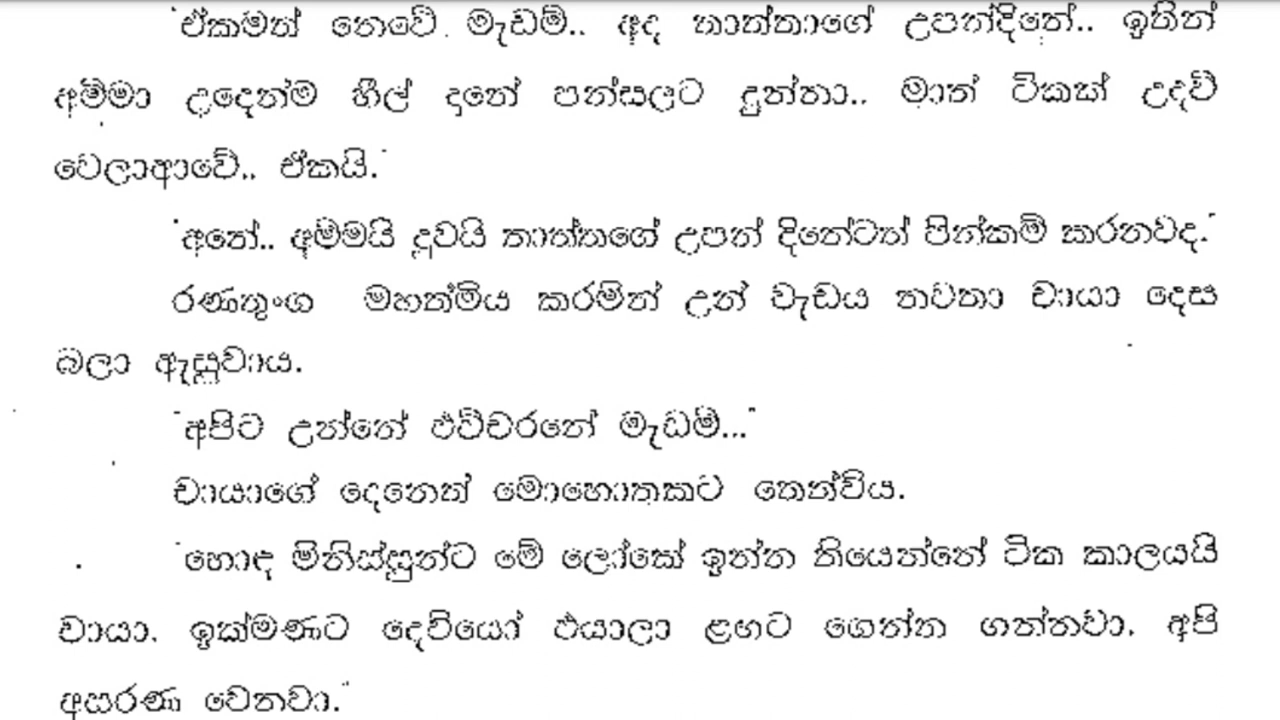 "ඒකමත් නෙවේ මැඩම්.. අද තාත්තාගේ උපන්දිනේ.. ඉතින්
අම්මා උදෙන්ම හීල් දානේ පන්සලට දුන්නා.. මාත් ටිකක් උදව්
වෙලාආවේ.. ඒකයි."
"අනේ.. අම්මයි දුවයි තාත්තගේ උපන් දිනේටත් පින්කම් කරනවද."
රණතුංග මහත්මිය කරමින් උන් වැඩය නවතා චායා දෙස
බලා ඇසුවාය.
"අපිට උන්නේ එච්චරනේ මැඩම්..."
චායාගේ දෙනෙත් මොහොතකට තෙත්විය.
"හොඳ මිනිස්සුන්ට මේ ලෝකේ ඉන්න තියෙන්නේ ටික කාලයයි
චායා. ඉක්මණට දෙවියෝ එයාලා ළඟට ගෙන්න ගන්නවා. අපි
අසරණ වෙනවා."